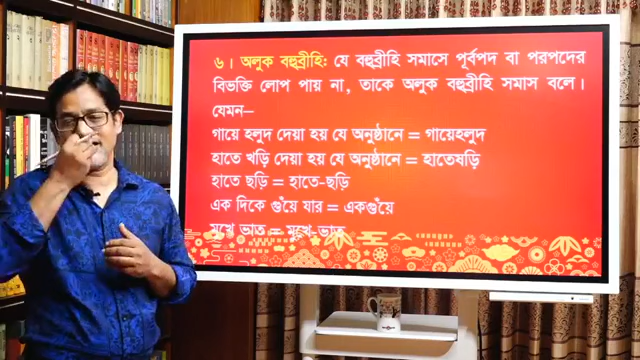 ৬। অলুক বহুব্রীহি: যে বহুব্রীহি সমাসে পূর্বপদ বা পরপদের
বিভক্তি লোপ পায় না, তাকে অলুক বহুব্রীহি সমাস বলে।
যেমন–
গায়ে হলুদ দেয়া হয় যে অনুষ্ঠানে = গায়েহলুদ
হাতে খড়ি দেয়া হয় যে অনুষ্ঠানে = হাতেষড়ি
হাতে ছড়ি = হাতে-ছড়ি
এক দিকে গুঁয়ে যার = একগুঁয়ে
মুখে ভাত = মুখে-ভাত